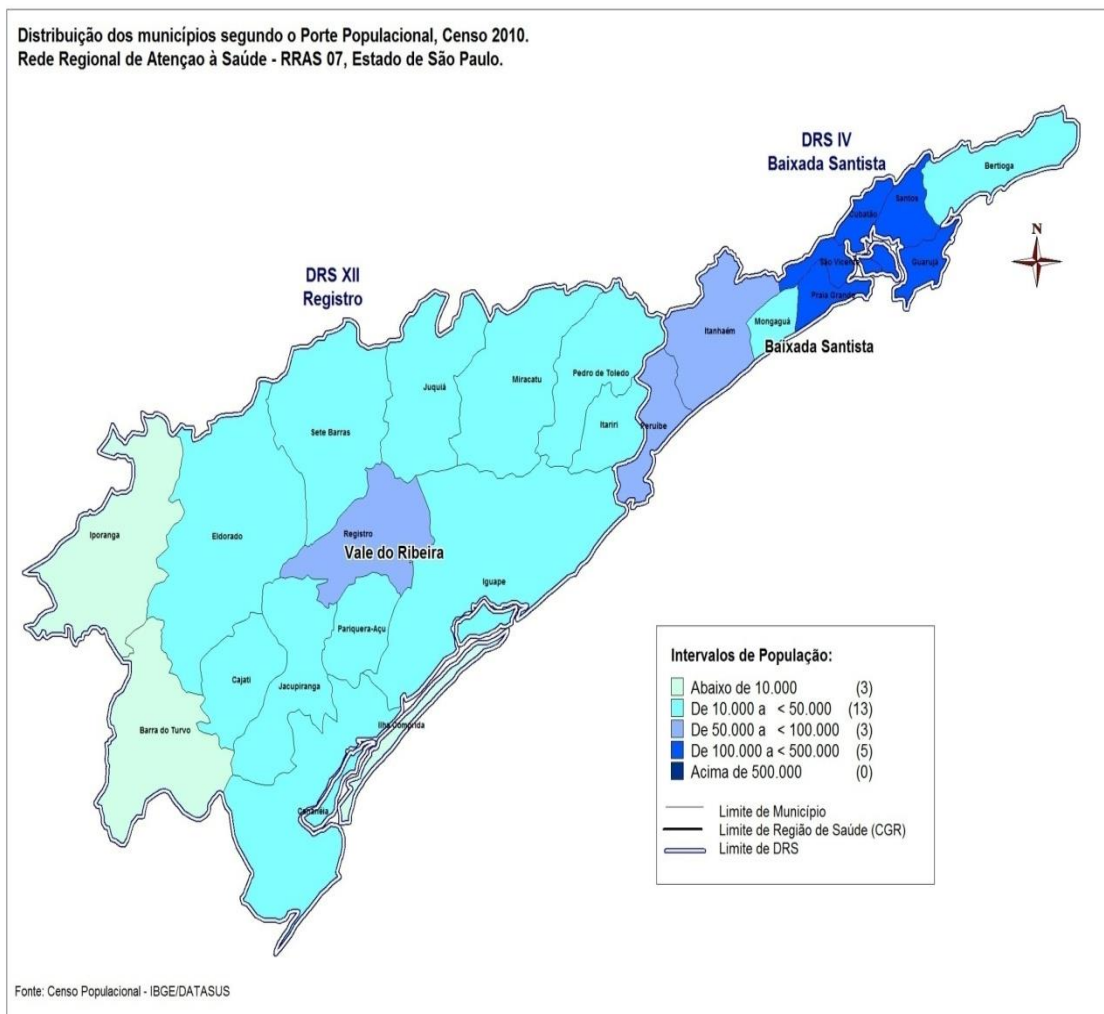 Distribuição dos municípios segundo o Porte Populacional, Censo 2010.
Rede Regional de Atençao à Saúde - RRAS 07, Estado de São Paulo.
DRS IV
Baixada Santista
Bertioga
Santos
Cubatão
N
São Vicente
Guarujá
DRS XII
Registro
Praia Grande
Mongaguá
Itanhaém
Baixada Santista
Pedro de Toledo
Miracatu
Juquiá
Itariri
Peruíbe
Sete Barras
Iporanga
Eldorado
Registro
Vale do Ribeira
Iguape
Pariquera-Açu
Cajati
Jacupiranga
Ilha Comprida
Barra do Turvo
Cananéia
Intervalos de População:
Abaixo de 10.000 (3)
De 10.000 a < 50.000 (13)
De 50.000 a < 100.000 (3)
De 100.000 a < 500.000 (5)
Acima de 500.000 (0)
Limite de Município
Limite de Região de Saúde (CGR)
Limite de DRS
Fonte: Censo Populacional - IBGE/DATASUS